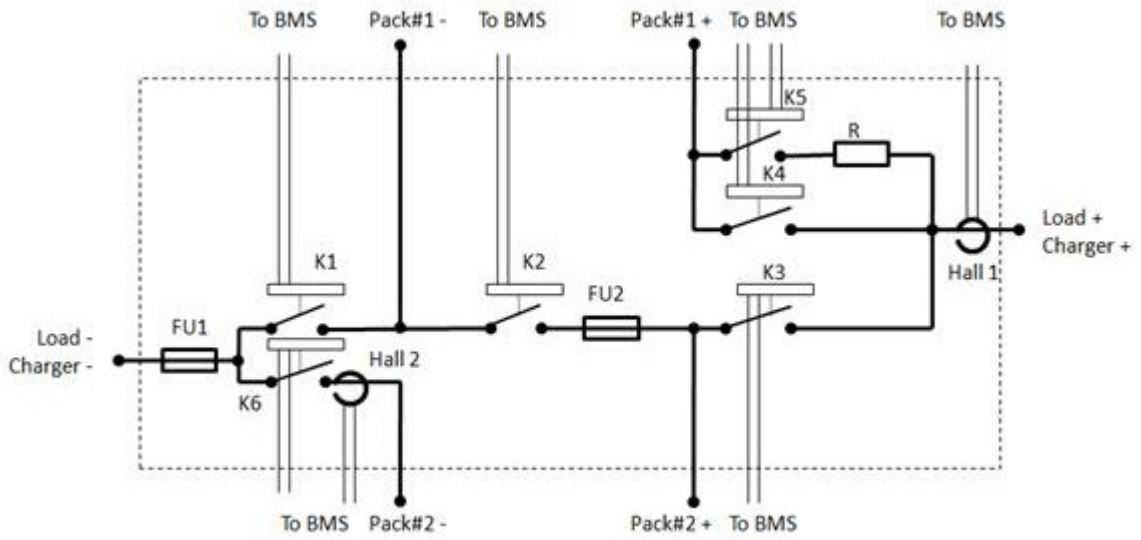 To BMS
Pack#1 -
To BMS
Pack#1 +
To BMS
To BMS
K5
R
K4
Load +
Charger +
Hall 1
K1
K2
K3
FU2
FU1
Load -
Charger -
Hall 2
K6
To BMS
Pack#2 -
Pack#2 +
To BMS